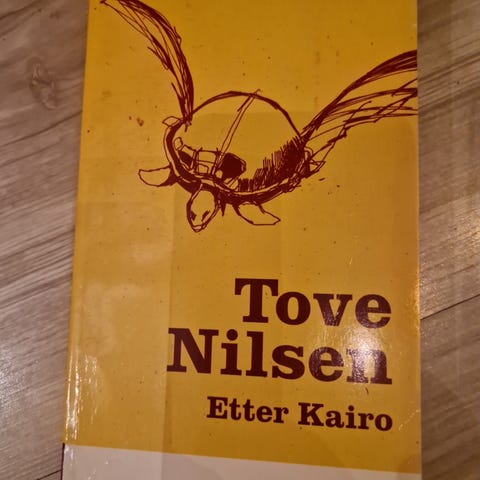 Tove
Nilsen
Etter Kairo